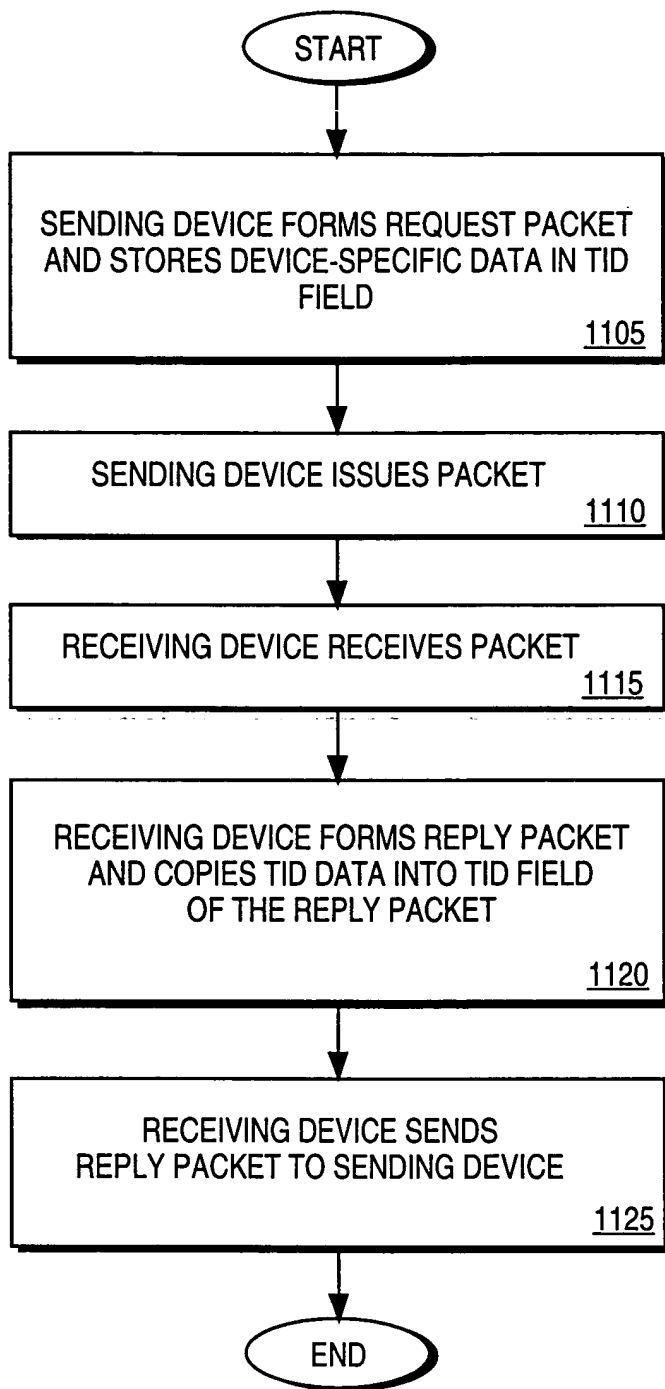 START
SENDING DEVICE FORMS REQUEST PACKET
AND STORES DEVICE-SPECIFIC DATA IN TID
FIELD
1105
SENDING DEVICE ISSUES PACKET
1110
RECEIVING DEVICE RECEIVES PACKET
1115
RECEIVING DEVICE FORMS REPLY PACKET
AND COPIES TID DATA INTO TID FIELD
OF THE REPLY PACKET
1120
RECEIVING DEVICE SENDS
REPLY PACKET TO SENDING DEVICE
1125
END